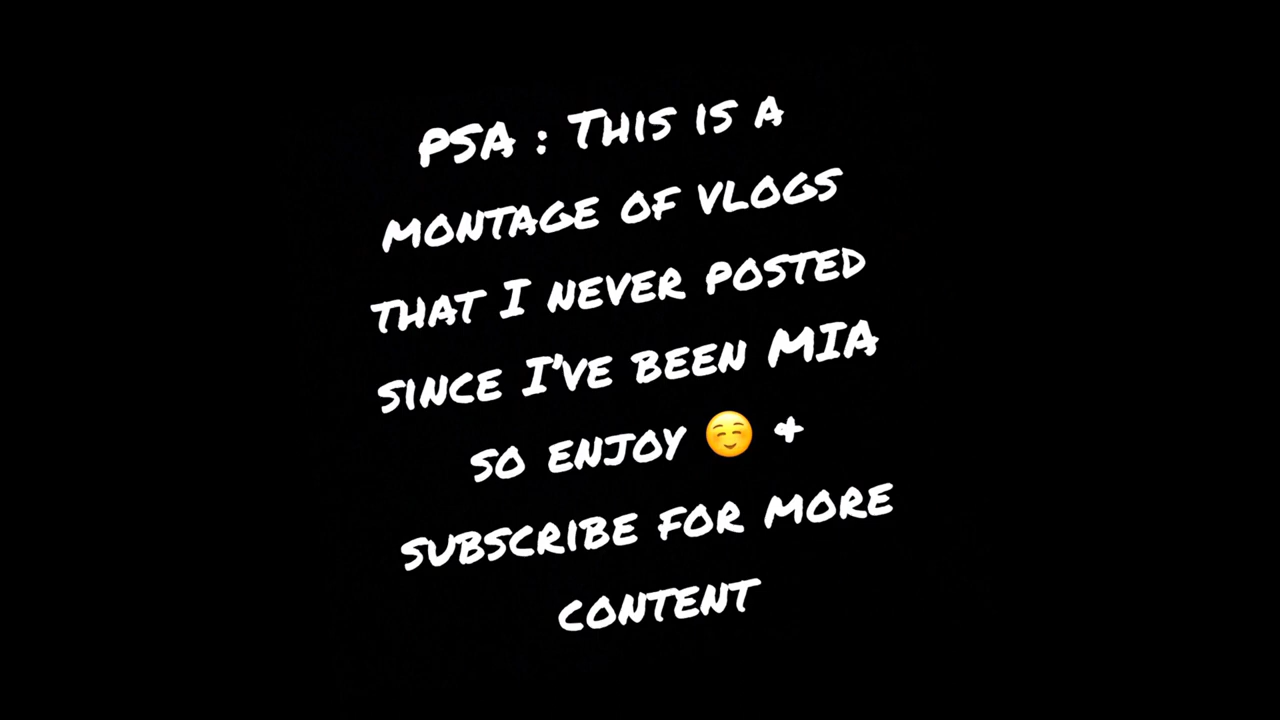 PSA : THIS IS A
MONTAGE OF VLOGS
THAT I NEVER POSTED
SINCE I'VE BEEN MIA
SO ENJOY ☺️ &
SUBSCRIBE FOR MORE
CONTENT